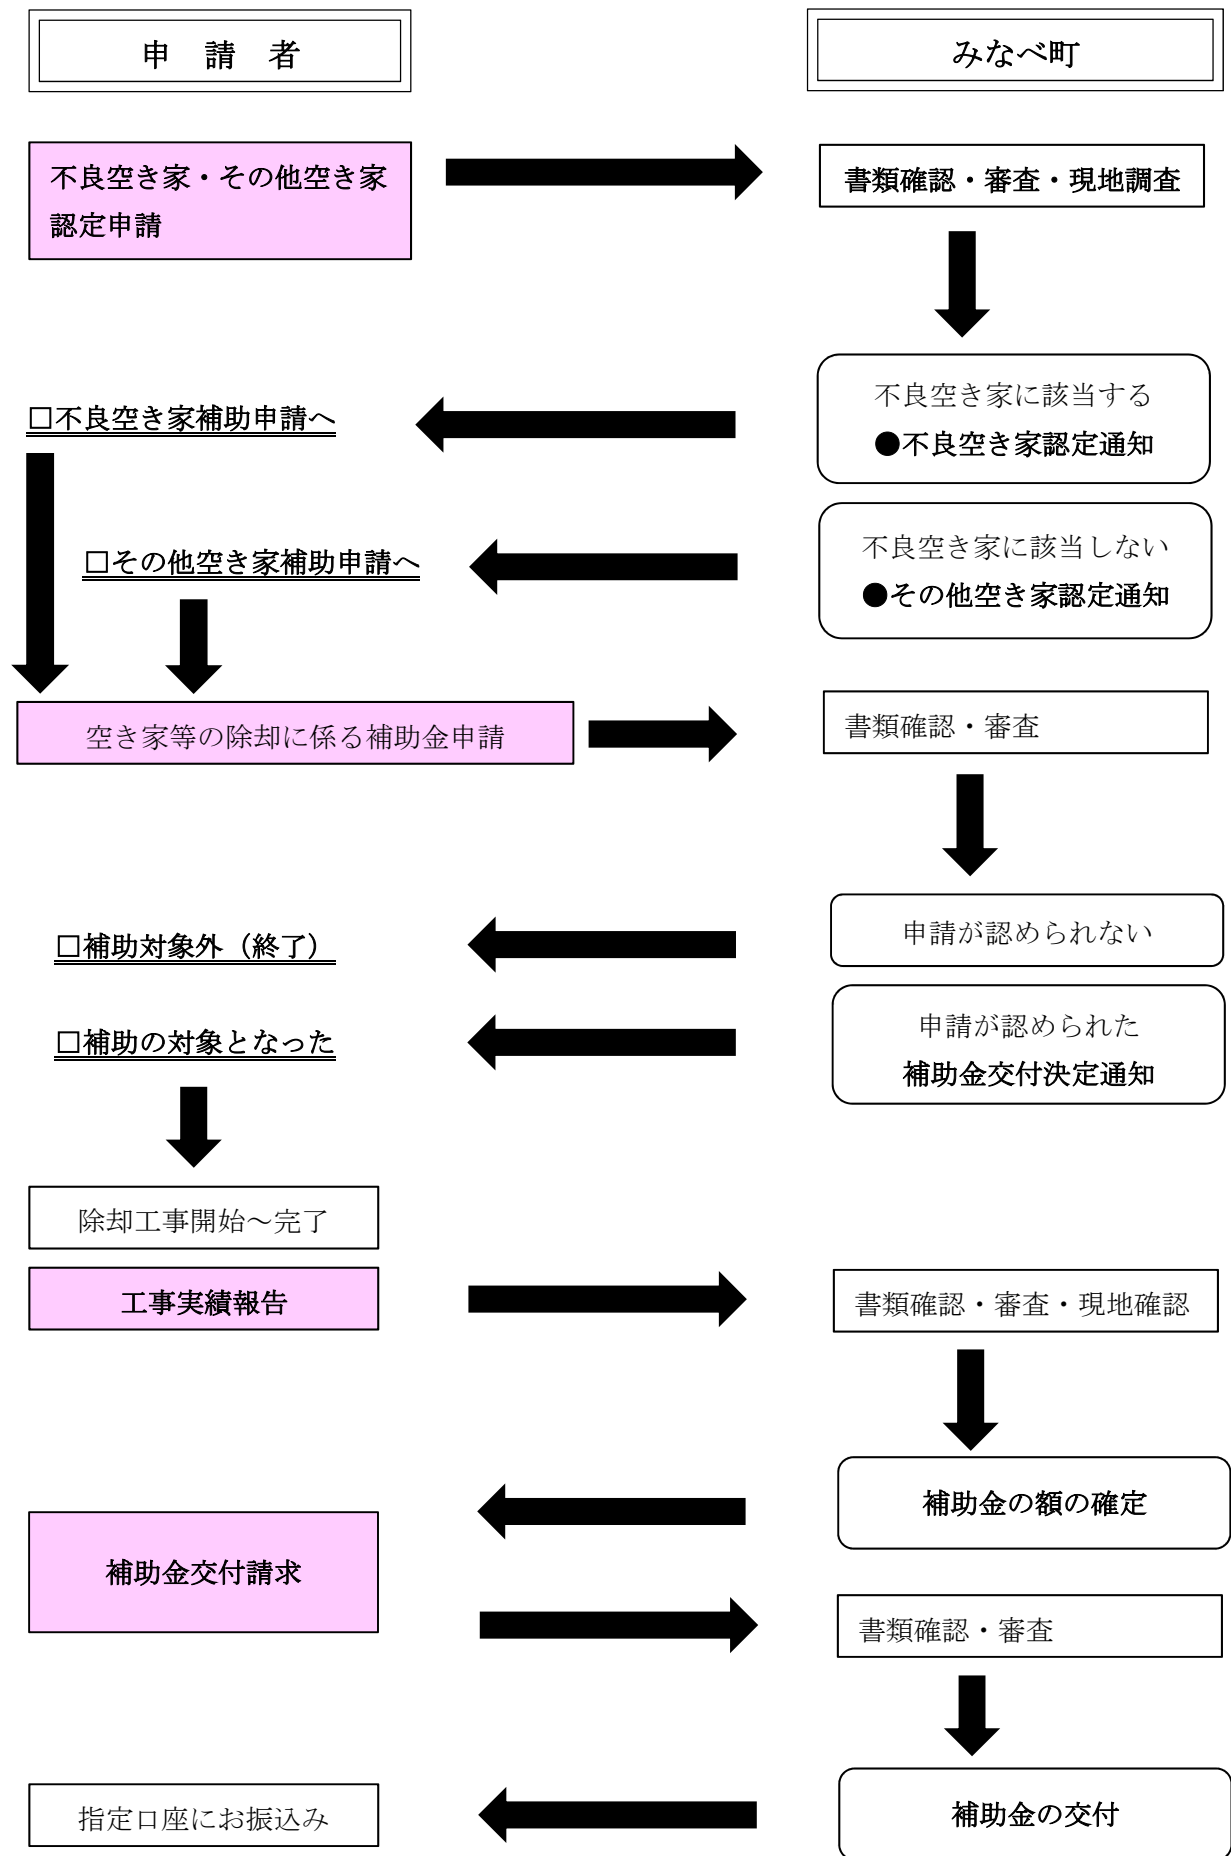 申 請 者
みなべ町
不良空き家・その他空き家
認定申請
書類確認・審査・現地調査
不良空き家に該当する
●不良空き家認定通知
□不良空き家補助申請へ
不良空き家に該当しない
●その他空き家認定通知
□その他空き家補助申請へ
空き家等の除却に係る補助金申請
書類確認・審査
申請が認められない
□補助対象外（終了）
申請が認められた
補助金交付決定通知
□補助の対象となった
除却工事開始～完了
工事実績報告
書類確認・審査・現地確認
補助金の額の確定
補助金交付請求
書類確認・審査
補助金の交付
指定口座にお振込み